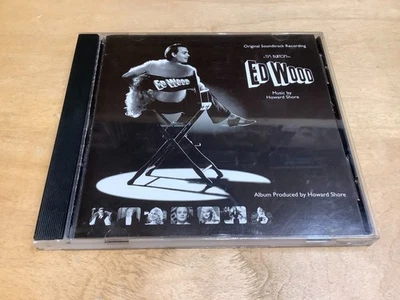 Original Soundtrack Recording
ED WOOD
ED WOOD
Music by
Howard Shore
Album Produced by Howard Shore